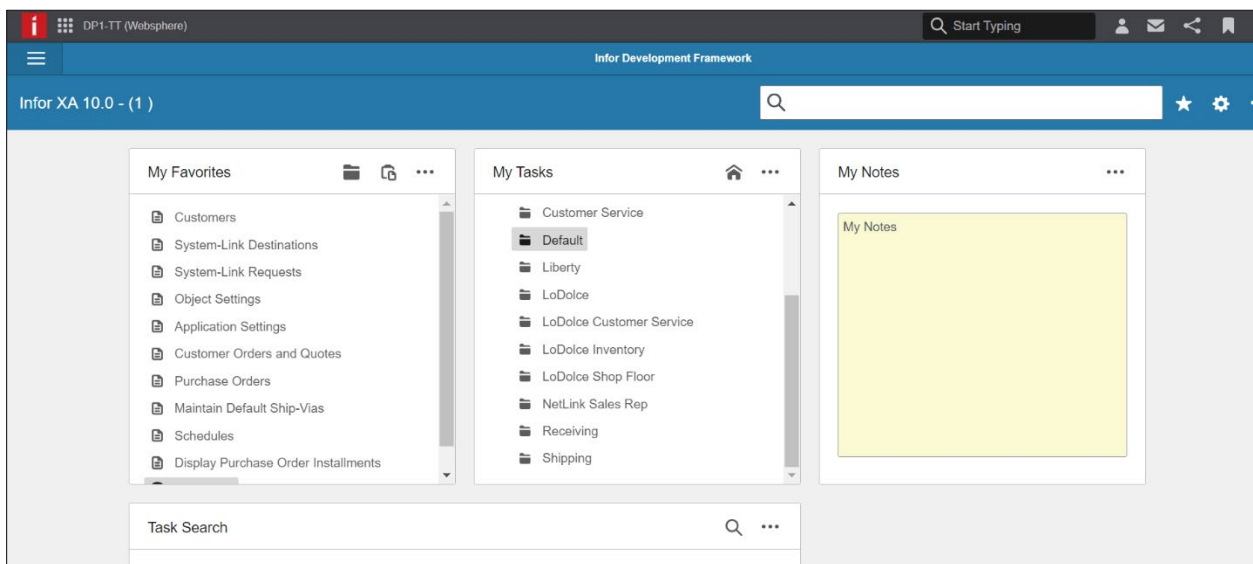 DP1-TT (Websphere)
Start Typing
Infor Development Framework
Infor XA 10.0 - (1 )
My Favorites
Customers
System-Link Destinations
System-Link Requests
Object Settings
Application Settings
Customer Orders and Quotes
Purchase Orders
Maintain Default Ship-Vias
Schedules
Display Purchase Order Installments
My Tasks
Customer Service
Default
Liberty
LoDolce
LoDolce Customer Service
LoDolce Inventory
LoDolce Shop Floor
NetLink Sales Rep
Receiving
Shipping
My Notes
My Notes
Task Search